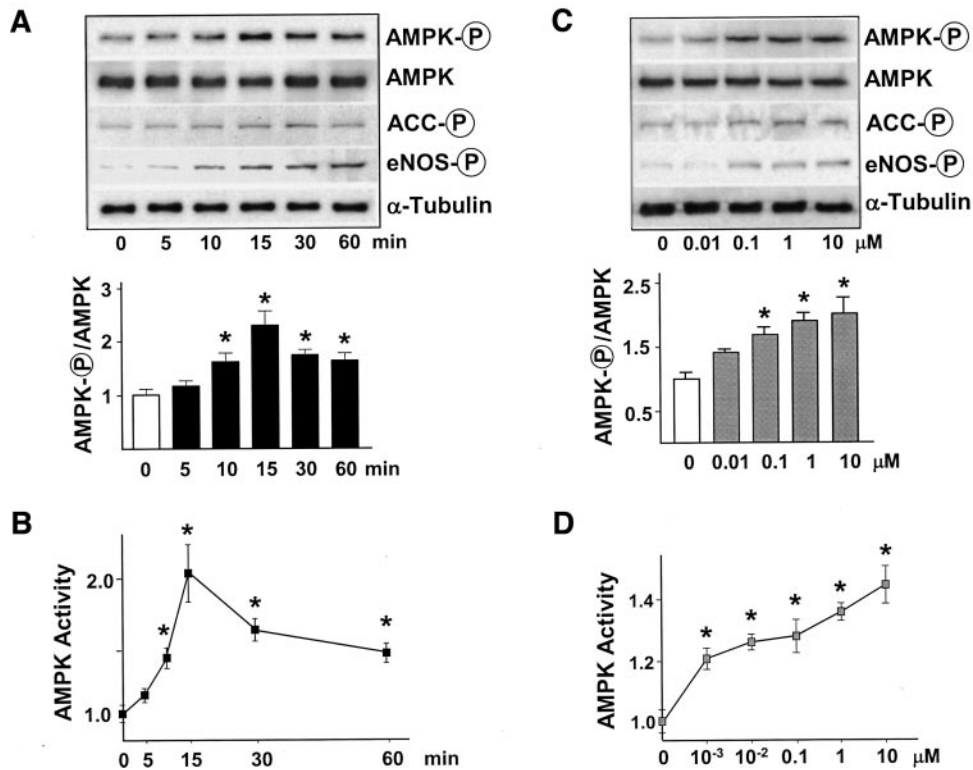 A
AMPK-Ⓟ
AMPK
ACC-Ⓟ
eNOS-Ⓟ
α-Tubulin
0 5 10 15 30 60 min
AMPK-Ⓟ/AMPK
3
2
1
* * * *
0 5 10 15 30 60 min
B
AMPK Activity
2.0
1.0
* * * *
0 5 15 30 60 min
C
AMPK-Ⓟ
AMPK
ACC-Ⓟ
eNOS-Ⓟ
α-Tubulin
0 0.01 0.1 1 10 μM
AMPK-Ⓟ/AMPK
2.5
1.5
0.5
* * *
0 0.01 0.1 1 10 μM
D
AMPK Activity
1.4
1.2
1.0
* * * * *
0 10⁻³ 10⁻² 0.1 1 10 μM